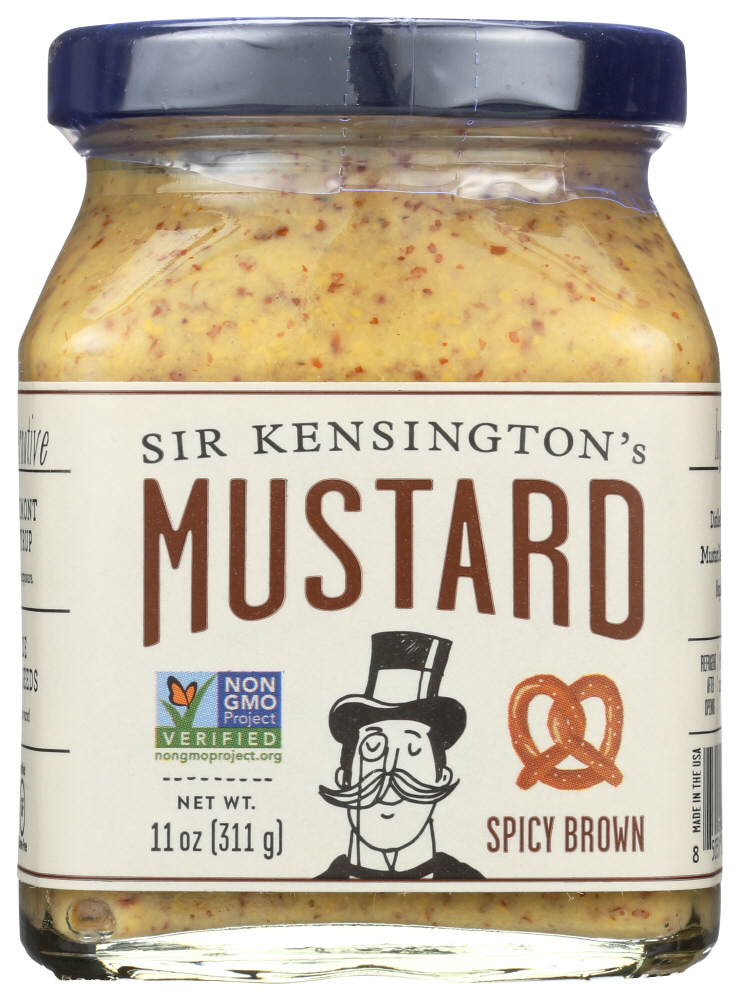 SIR KENSINGTON'S
MUSTARD
NON
GMO
Project
VERIFIED
nongmoproject.org
NET WT.
11 oz (311 g)
SPICY BROWN
MADE IN THE USA
8